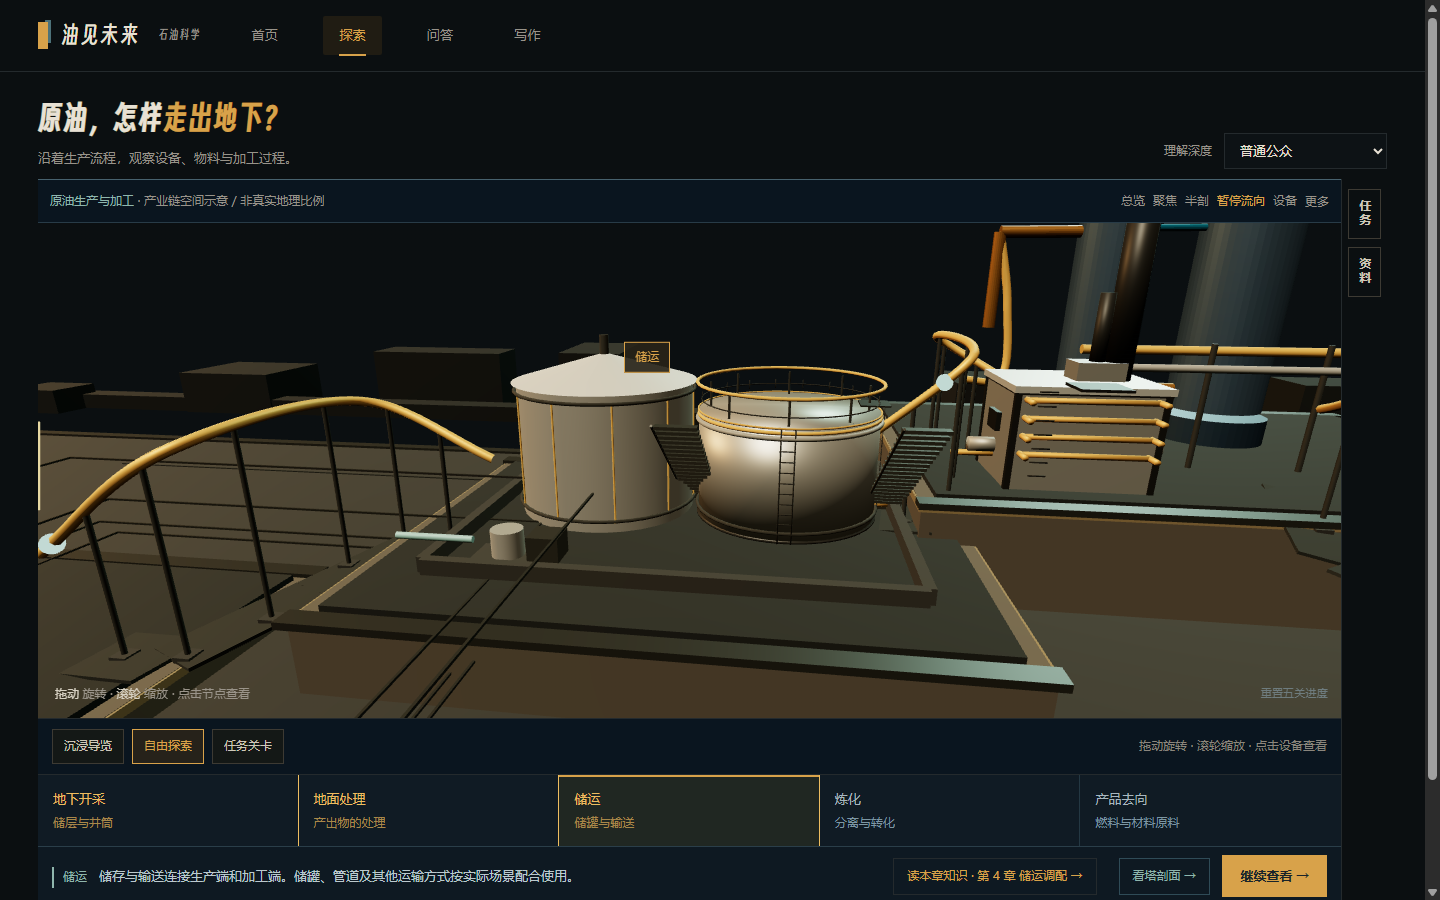 油见未来 石油科学 首页 探索 问答 写作
原油，怎样走出地下？
沿着生产流程，观察设备、物料与加工过程。
理解深度 普通公众
原油生产与加工 · 产业链空间示意 / 非真实地理比例
总览 聚焦 半剖 暂停流向 设备 更多
任务
资料
储运
拖动 旋转 · 滚轮 缩放 · 点击节点查看
重置五关进度
沉浸导览 自由探索 任务关卡
拖动旋转 · 滚轮缩放 · 点击设备查看
地下开采
储层与井筒
地面处理
产出物的处理
储运
储罐与输送
炼化
分离与转化
产品去向
燃料与材料原料
储运 储存与输送连接生产端和加工端。储罐、管道及其他运输方式按实际场景配合使用。
读本章知识 · 第 4 章 储运调配 →
看塔剖面 →
继续查看 →